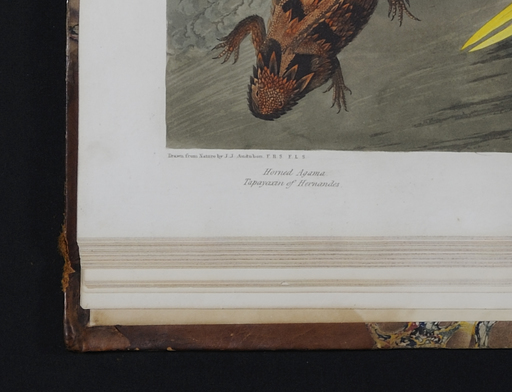 Drawn from Nature by J.J. Audubon, F.R.S. F.L.S.
Horned Agama
Tapayaxin of Hernandez